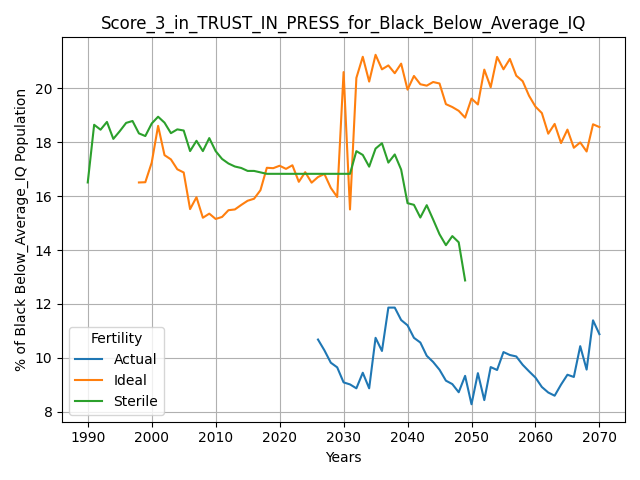 Score_3_in_TRUST_IN_PRESS_for_Black_Below_Average_IQ
% of Black Below_Average_IQ Population
20
18
16
14
12
10
8
Fertility
Actual
Ideal
Sterile
1990 2000 2010 2020 2030 2040 2050 2060 2070
Years